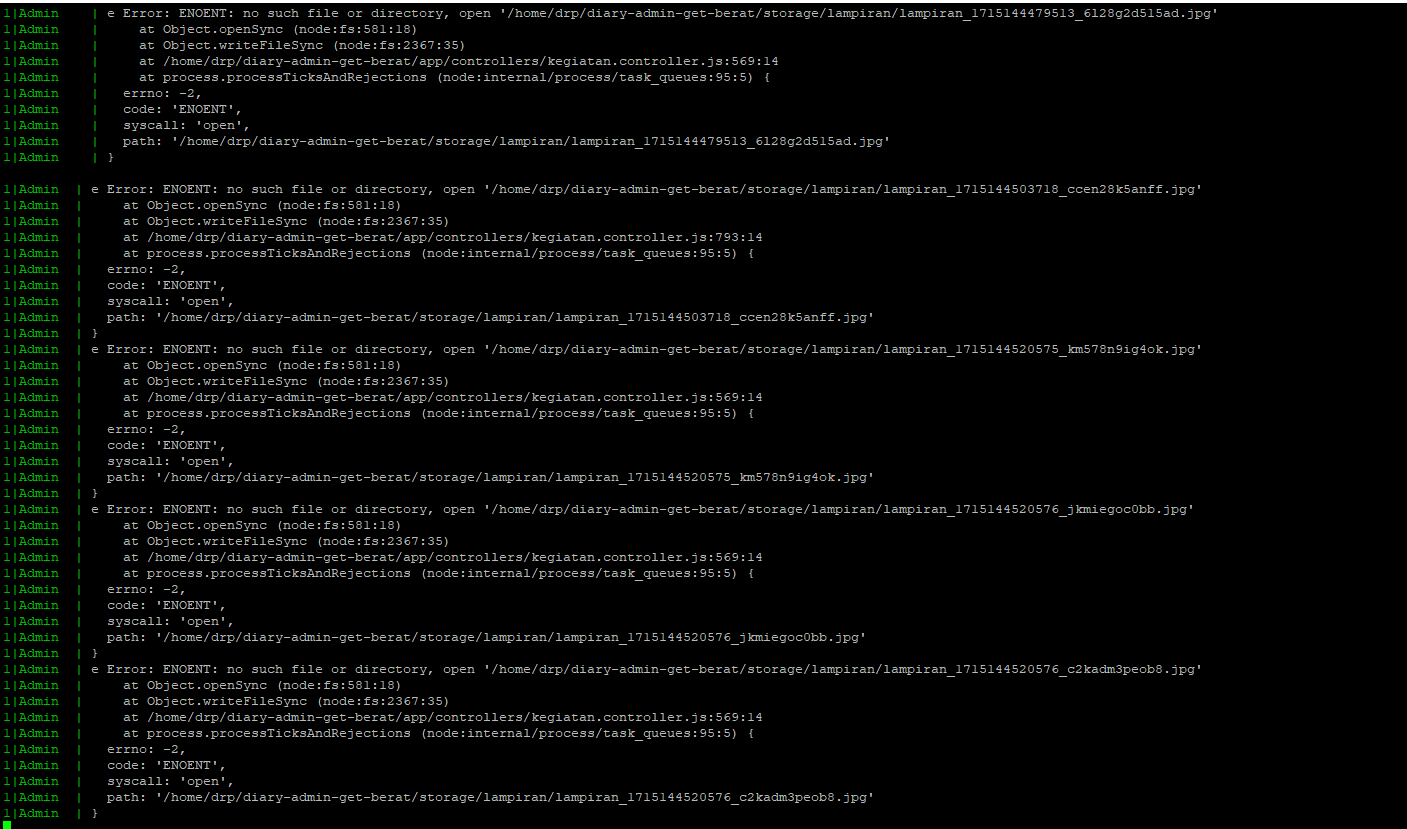 1|Admin    | e Error: ENOENT: no such file or directory, open '/home/drp/diary-admin-get-berat/storage/lampiran/lampiran_1715144479513_6l28g2d515ad.jpg'
1|Admin    |     at Object.openSync (node:fs:581:18)
1|Admin    |     at Object.writeFileSync (node:fs:2367:35)
1|Admin    |     at /home/drp/diary-admin-get-berat/app/controllers/kegiatan.controller.js:569:14
1|Admin    |     at process.processTicksAndRejections (node:internal/process/task_queues:95:5) {
1|Admin    |   errno: -2,
1|Admin    |   code: 'ENOENT',
1|Admin    |   syscall: 'open',
1|Admin    |   path: '/home/drp/diary-admin-get-berat/storage/lampiran/lampiran_1715144479513_6l28g2d515ad.jpg'
1|Admin    | }
1|Admin  | e Error: ENOENT: no such file or directory, open '/home/drp/diary-admin-get-berat/storage/lampiran/lampiran_1715144503718_ccen28k5anff.jpg'
1|Admin  |     at Object.openSync (node:fs:581:18)
1|Admin  |     at Object.writeFileSync (node:fs:2367:35)
1|Admin  |     at /home/drp/diary-admin-get-berat/app/controllers/kegiatan.controller.js:793:14
1|Admin  |     at process.processTicksAndRejections (node:internal/process/task_queues:95:5) {
1|Admin  |   errno: -2,
1|Admin  |   code: 'ENOENT',
1|Admin  |   syscall: 'open',
1|Admin  |   path: '/home/drp/diary-admin-get-berat/storage/lampiran/lampiran_1715144503718_ccen28k5anff.jpg'
1|Admin  | }
1|Admin  | e Error: ENOENT: no such file or directory, open '/home/drp/diary-admin-get-berat/storage/lampiran/lampiran_1715144520575_km578n9ig4ok.jpg'
1|Admin  |     at Object.openSync (node:fs:581:18)
1|Admin  |     at Object.writeFileSync (node:fs:2367:35)
1|Admin  |     at /home/drp/diary-admin-get-berat/app/controllers/kegiatan.controller.js:569:14
1|Admin  |     at process.processTicksAndRejections (node:internal/process/task_queues:95:5) {
1|Admin  |   errno: -2,
1|Admin  |   code: 'ENOENT',
1|Admin  |   syscall: 'open',
1|Admin  |   path: '/home/drp/diary-admin-get-berat/storage/lampiran/lampiran_1715144520575_km578n9ig4ok.jpg'
1|Admin  | }
1|Admin  | e Error: ENOENT: no such file or directory, open '/home/drp/diary-admin-get-berat/storage/lampiran/lampiran_1715144520576_jkmiegoc0bb.jpg'
1|Admin  |     at Object.openSync (node:fs:581:18)
1|Admin  |     at Object.writeFileSync (node:fs:2367:35)
1|Admin  |     at /home/drp/diary-admin-get-berat/app/controllers/kegiatan.controller.js:569:14
1|Admin  |     at process.processTicksAndRejections (node:internal/process/task_queues:95:5) {
1|Admin  |   errno: -2,
1|Admin  |   code: 'ENOENT',
1|Admin  |   syscall: 'open',
1|Admin  |   path: '/home/drp/diary-admin-get-berat/storage/lampiran/lampiran_1715144520576_jkmiegoc0bb.jpg'
1|Admin  | }
1|Admin  | e Error: ENOENT: no such file or directory, open '/home/drp/diary-admin-get-berat/storage/lampiran/lampiran_1715144520576_c2kadm3peob8.jpg'
1|Admin  |     at Object.openSync (node:fs:581:18)
1|Admin  |     at Object.writeFileSync (node:fs:2367:35)
1|Admin  |     at /home/drp/diary-admin-get-berat/app/controllers/kegiatan.controller.js:569:14
1|Admin  |     at process.processTicksAndRejections (node:internal/process/task_queues:95:5) {
1|Admin  |   errno: -2,
1|Admin  |   code: 'ENOENT',
1|Admin  |   syscall: 'open',
1|Admin  |   path: '/home/drp/diary-admin-get-berat/storage/lampiran/lampiran_1715144520576_c2kadm3peob8.jpg'
1|Admin  | }